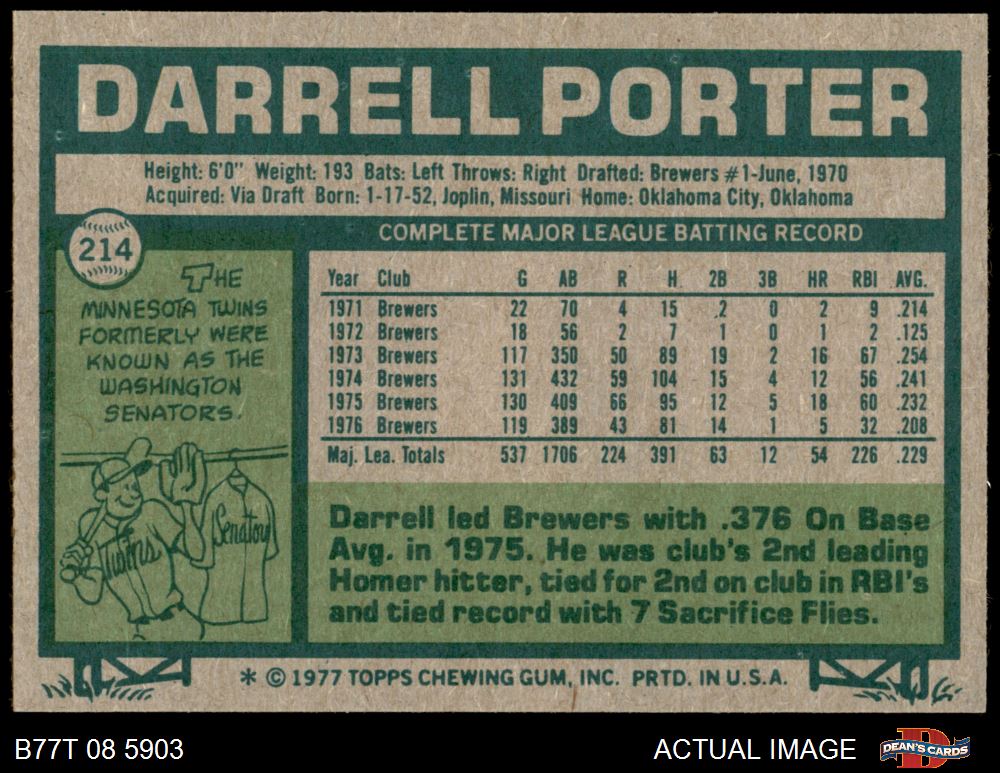 DARRELL PORTER
Height: 6'0" Weight: 193 Bats: Left Throws: Right Drafted: Brewers #1-June, 1970
Acquired: Via Draft Born: 1-17-52, Joplin, Missouri Home: Oklahoma City, Oklahoma
214
THE
MINNESOTA TWINS
FORMERLY WERE
KNOWN AS THE
WASHINGTON
SENATORS.
Twins
Senators
COMPLETE MAJOR LEAGUE BATTING RECORD
Year Club G AB R H 2B 3B HR RBI AVG.
1971 Brewers 22 70 4 15 2 0 2 9 .214
1972 Brewers 18 56 2 7 1 0 1 2 .125
1973 Brewers 117 350 50 89 19 2 16 67 .254
1974 Brewers 131 432 59 104 15 4 12 56 .241
1975 Brewers 130 409 66 95 12 5 18 60 .232
1976 Brewers 119 389 43 81 14 1 5 32 .208
Maj. Lea. Totals 537 1706 224 391 63 12 54 226 .229
Darrell led Brewers with .376 On Base
Avg. in 1975. He was club's 2nd leading
Homer hitter, tied for 2nd on club in RBI's
and tied record with 7 Sacrifice Flies.
* © 1977 TOPPS CHEWING GUM, INC. PRTD. IN U.S.A.
B77T 08 5903
ACTUAL IMAGE
DEAN'S CARDS